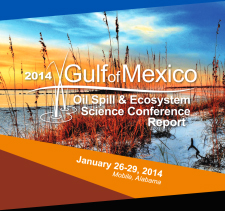 2014 Gulf of Mexico
Oil Spill & Ecosystem
Science Conference
Report
January 26-29, 2014
Mobile, Alabama